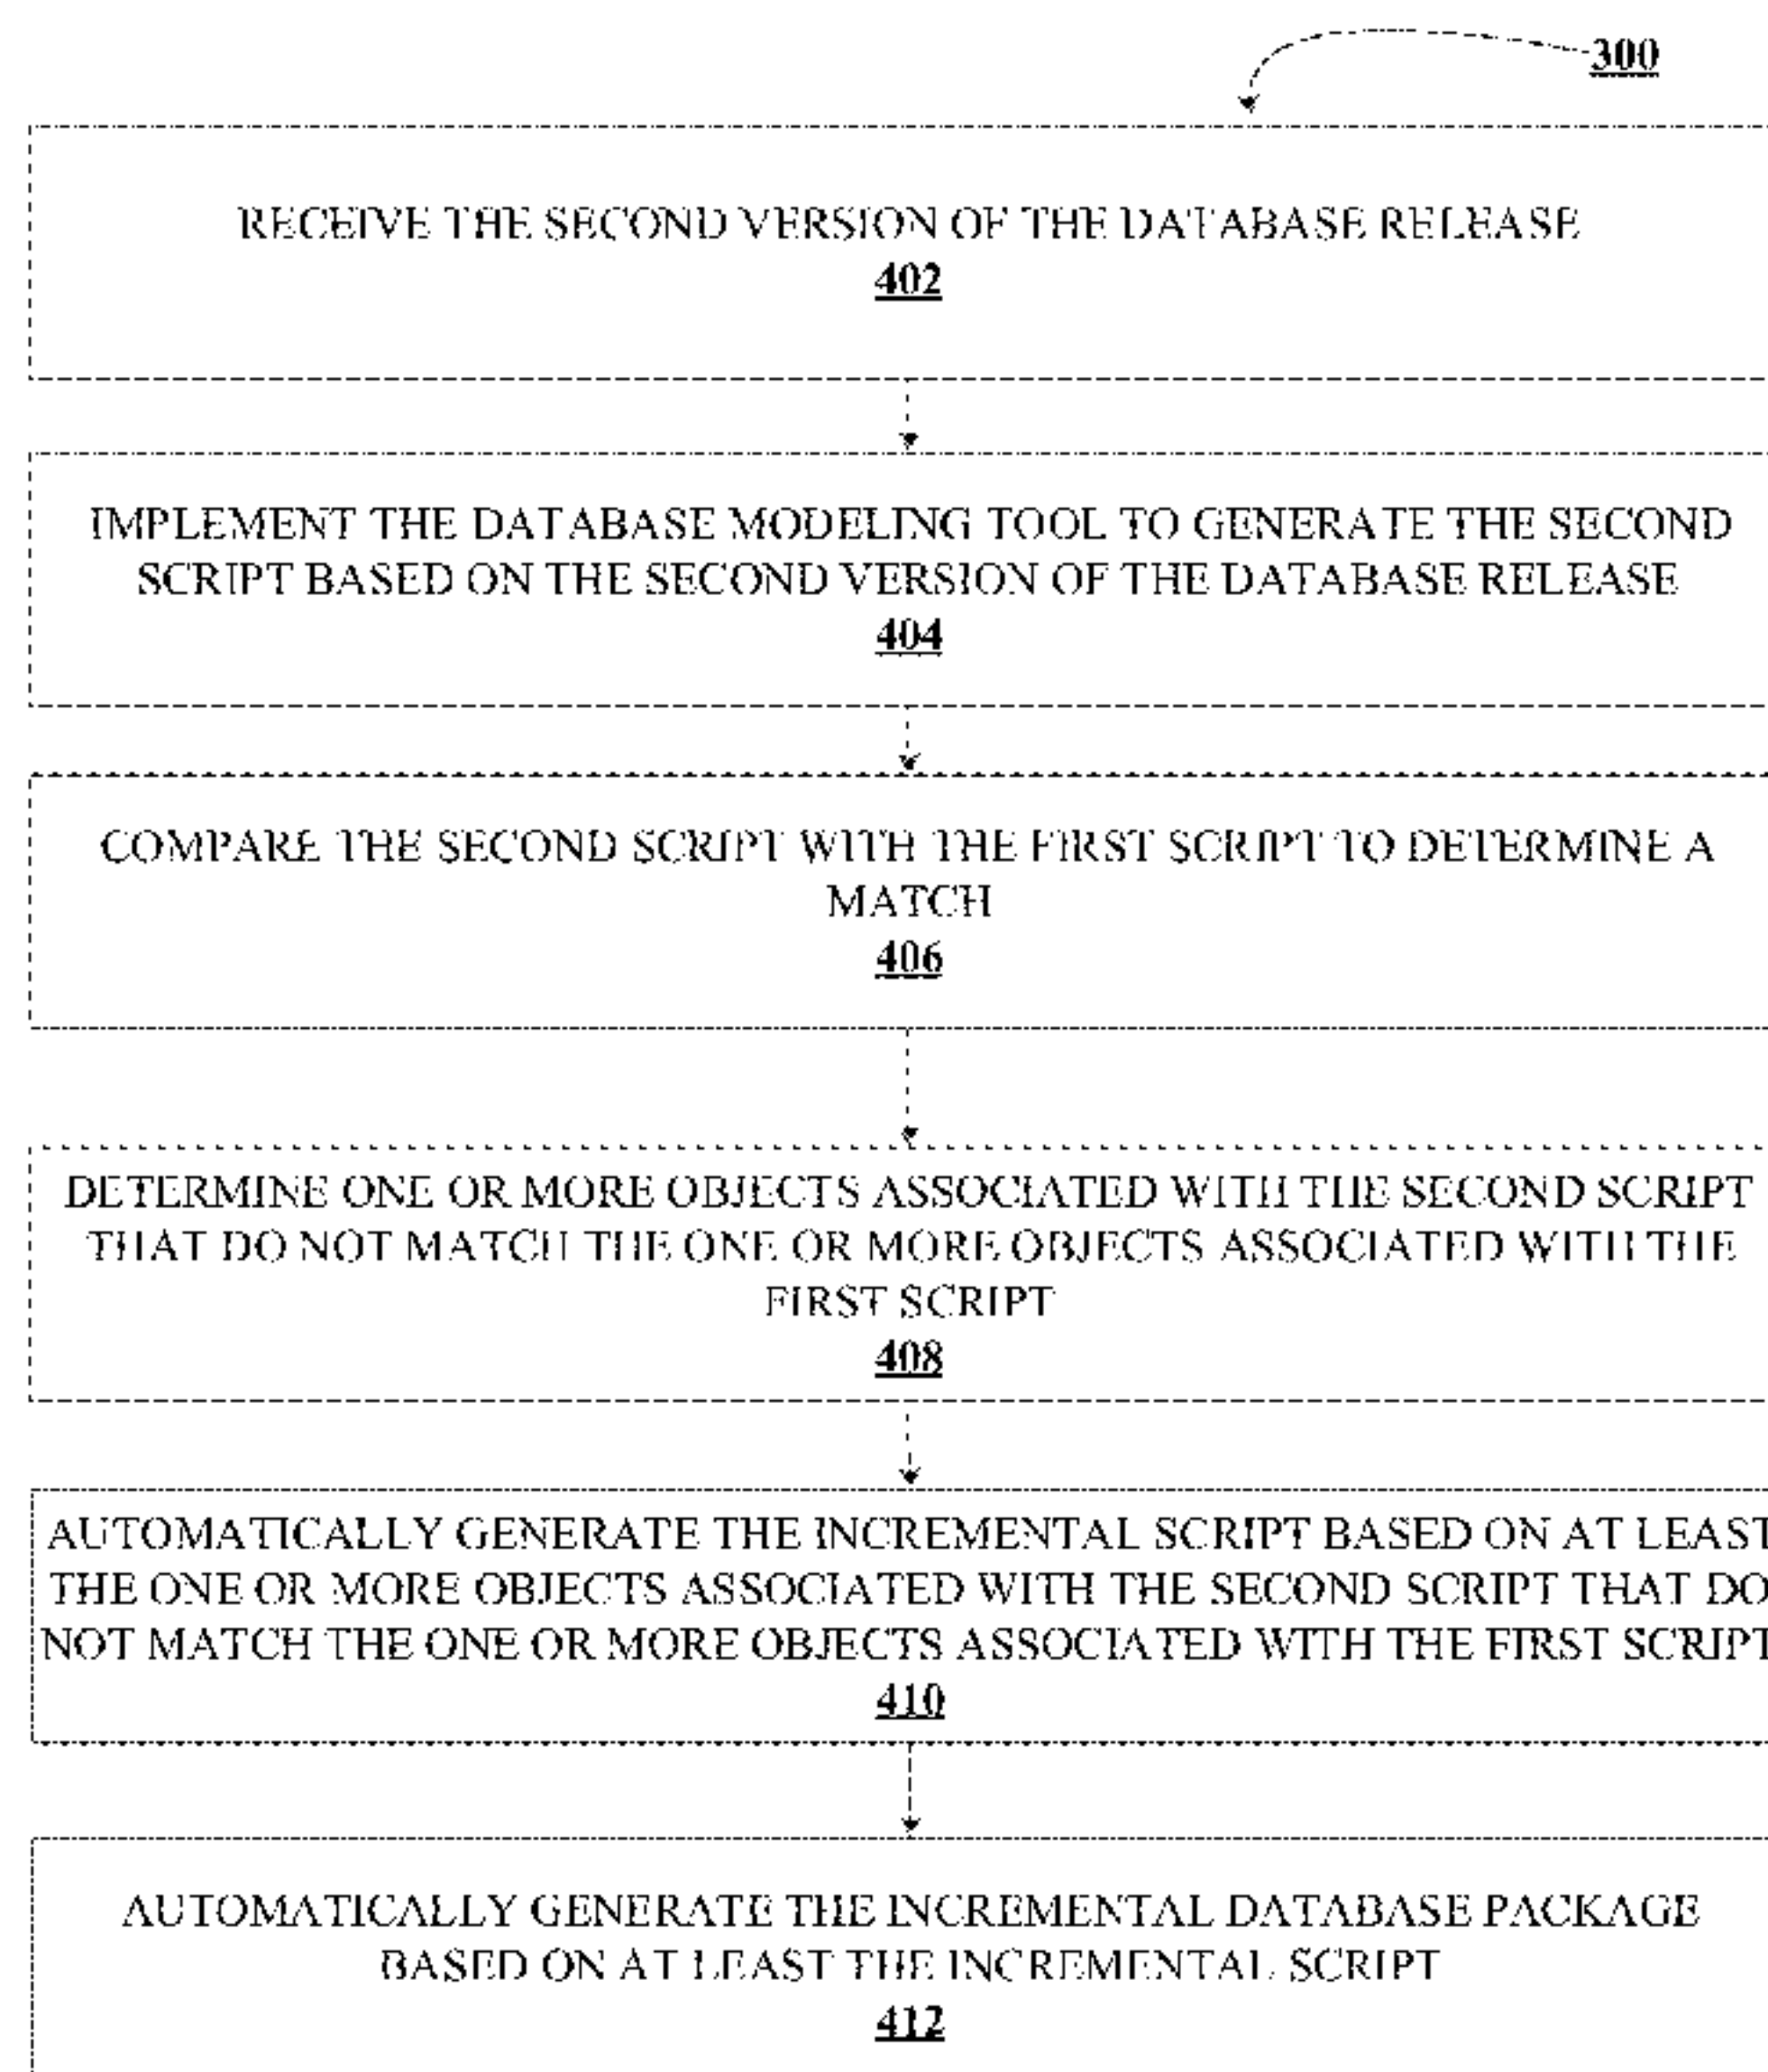 300
RECEIVE THE SECOND VERSION OF THE DATABASE RELEASE
402
IMPLEMENT THE DATABASE MODELING TOOL TO GENERATE THE SECOND
SCRIPT BASED ON THE SECOND VERSION OF THE DATABASE RELEASE
404
COMPARE THE SECOND SCRIPT WITH THE FIRST SCRIPT TO DETERMINE A
MATCH
406
DETERMINE ONE OR MORE OBJECTS ASSOCIATED WITH THE SECOND SCRIPT
THAT DO NOT MATCH THE ONE OR MORE OBJECTS ASSOCIATED WITH THE
FIRST SCRIPT
408
AUTOMATICALLY GENERATE THE INCREMENTAL SCRIPT BASED ON AT LEAST
THE ONE OR MORE OBJECTS ASSOCIATED WITH THE SECOND SCRIPT THAT DO
NOT MATCH THE ONE OR MORE OBJECTS ASSOCIATED WITH THE FIRST SCRIPT
410
AUTOMATICALLY GENERATE THE INCREMENTAL DATABASE PACKAGE
BASED ON AT LEAST THE INCREMENTAL SCRIPT
412